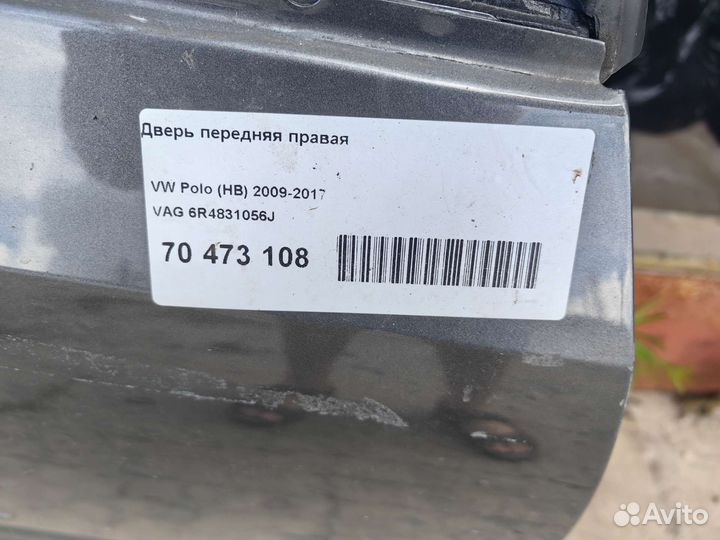 Дверь передняя правая
VW Polo (HB) 2009-2017
VAG 6R4831056J
70 473 108
Avito